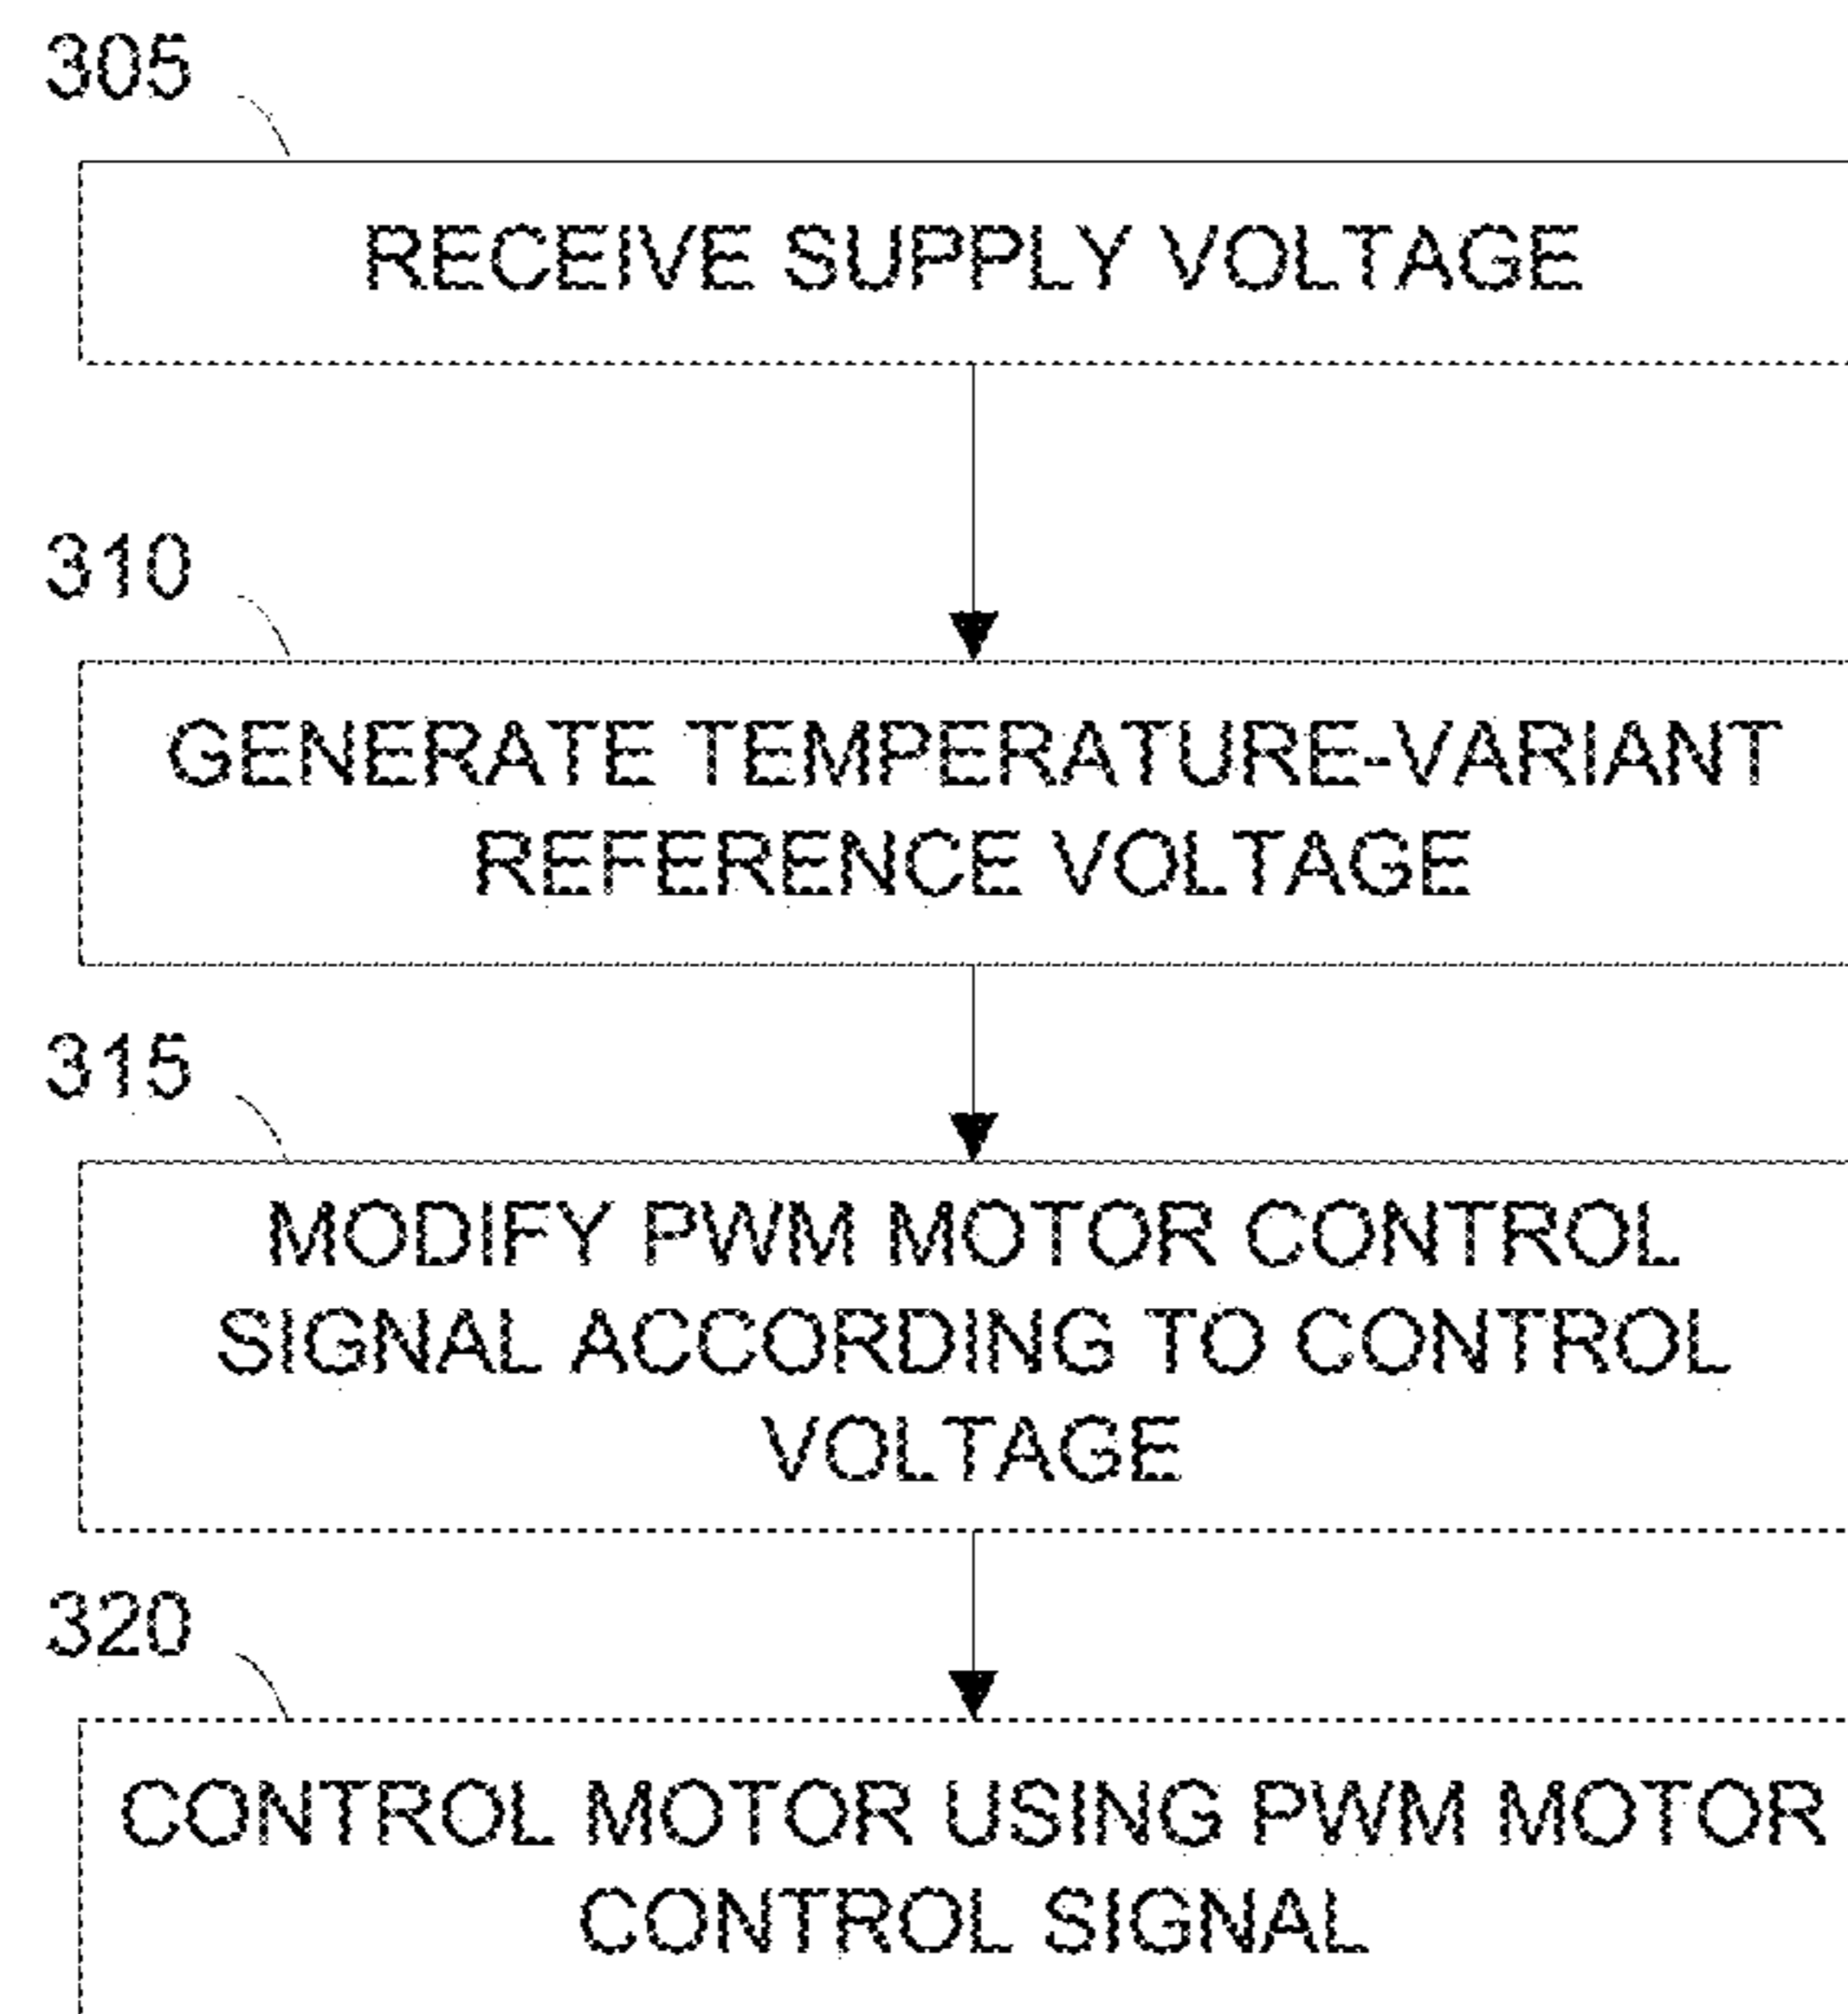 305
RECEIVE SUPPLY VOLTAGE
310
GENERATE TEMPERATURE-VARIANT
REFERENCE VOLTAGE
315
MODIFY PWM MOTOR CONTROL
SIGNAL ACCORDING TO CONTROL
VOLTAGE
320
CONTROL MOTOR USING PWM MOTOR
CONTROL SIGNAL